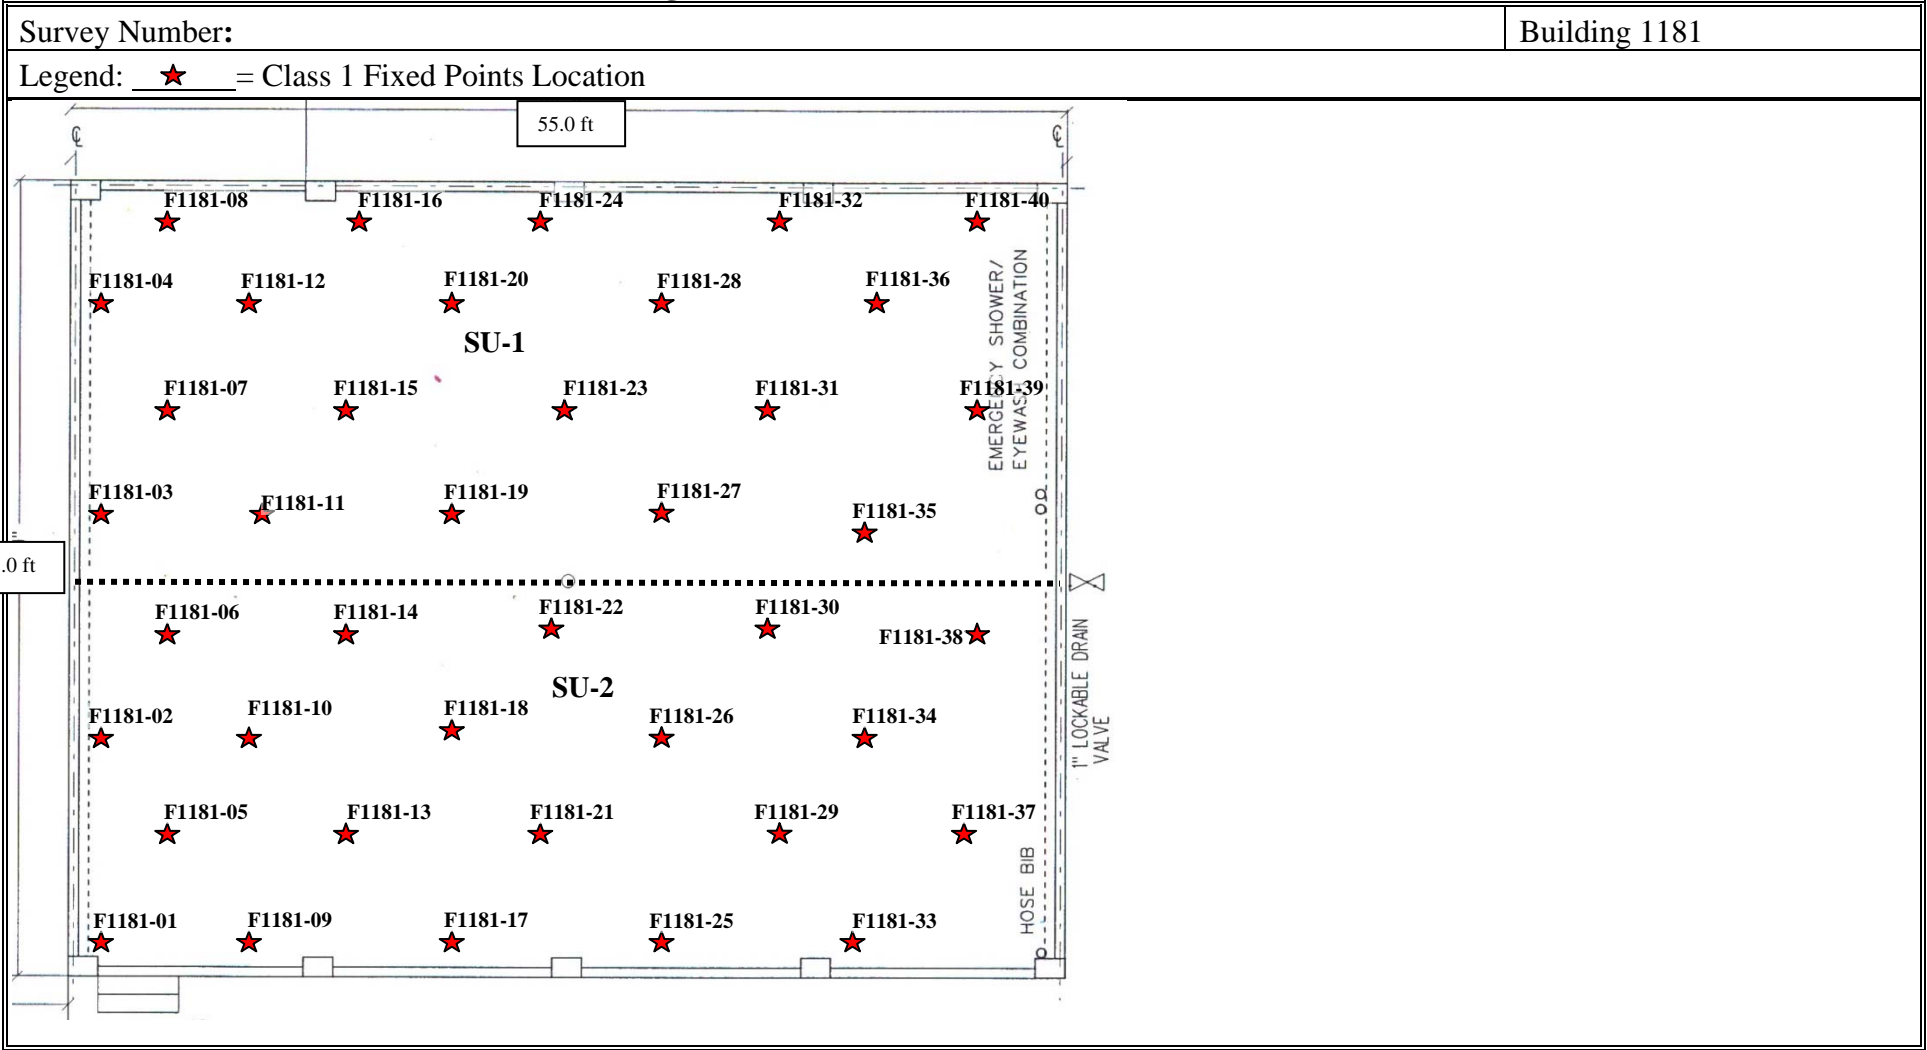 Survey Number:
Building 1181
Legend: ★ = Class 1 Fixed Points Location
55.0 ft
F1181-08
F1181-16
F1181-24
F1181-32
F1181-40
F1181-04
F1181-12
F1181-20
F1181-28
F1181-36
EMERGENCY SHOWER/
EYEWASH COMBINATION
SU-1
F1181-07
F1181-15
F1181-23
F1181-31
F1181-39
F1181-03
F1181-11
F1181-19
F1181-27
F1181-35
.0 ft
F1181-06
F1181-14
F1181-22
F1181-30
F1181-38
1" LOCKABLE DRAIN
VALVE
SU-2
F1181-02
F1181-10
F1181-18
F1181-26
F1181-34
F1181-05
F1181-13
F1181-21
F1181-29
F1181-37
HOSE BIB
F1181-01
F1181-09
F1181-17
F1181-25
F1181-33